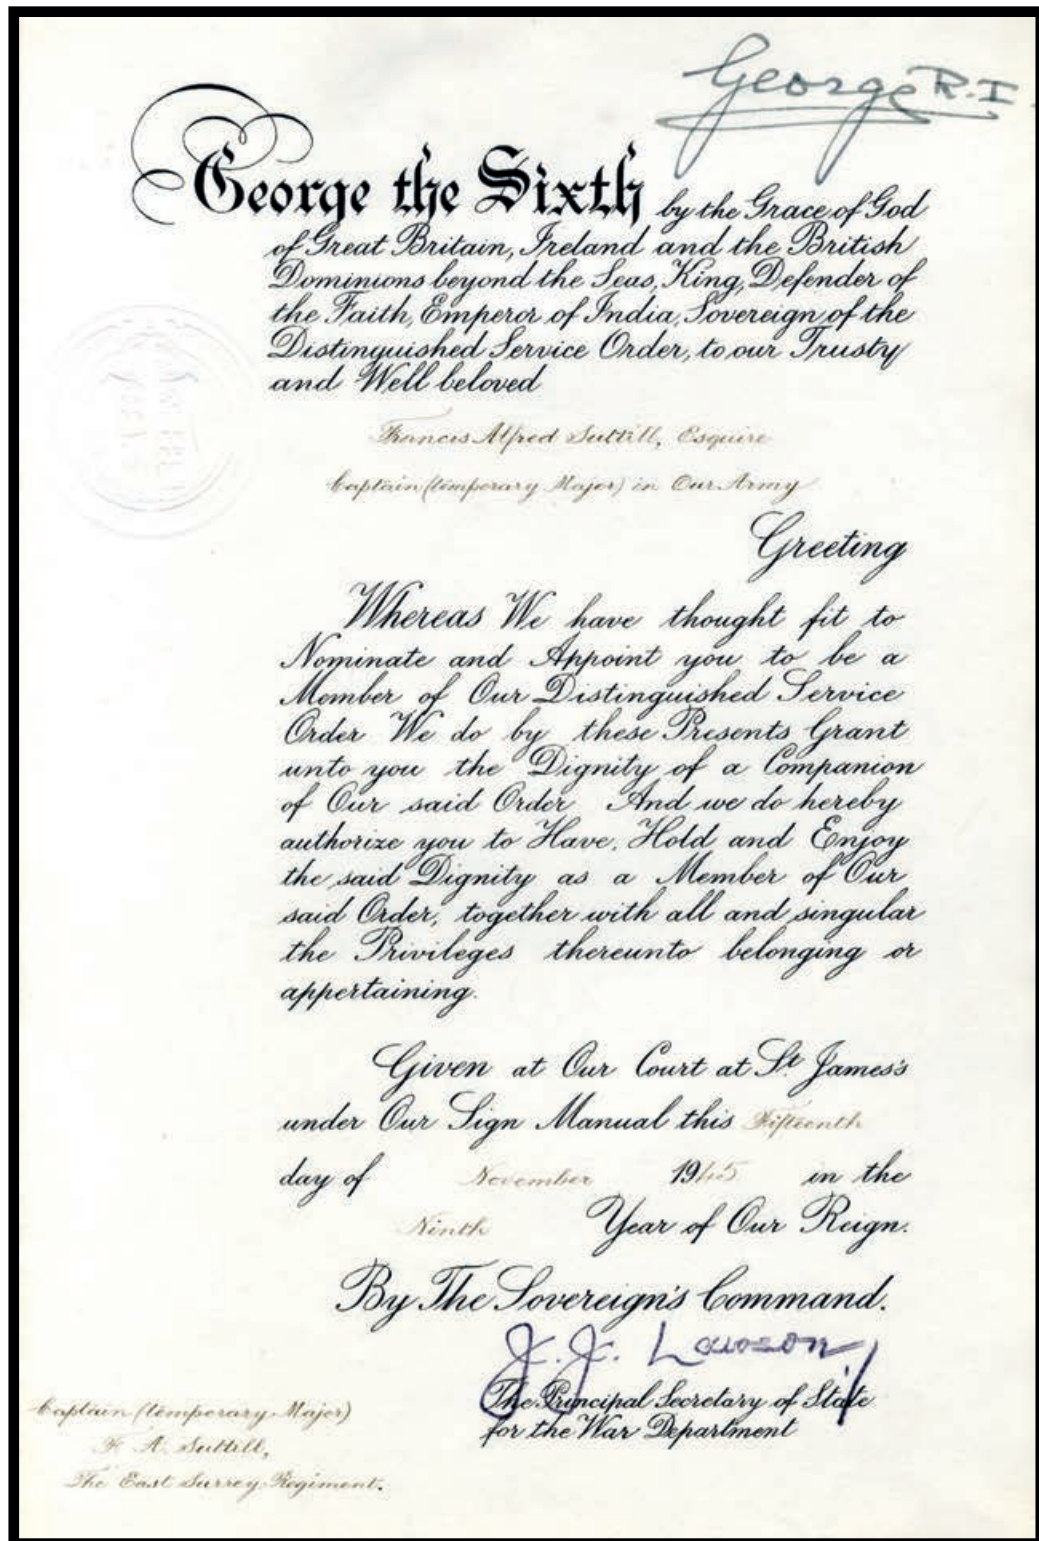 George R.I.
George the Sixth by the Grace of God
of Great Britain, Ireland and the British
Dominions beyond the Seas, King, Defender of
the Faith, Emperor of India, Sovereign of the
Distinguished Service Order, to our Trusty
and Well beloved
Francis Alfred Suttill, Esquire
Captain (temporary Major) in Our Army
Greeting
Whereas We have thought fit to
Nominate and Appoint you to be a
Member of Our Distinguished Service
Order We do by these Presents Grant
unto you the Dignity of a Companion
of Our said Order And we do hereby
authorize you to Have, Hold and Enjoy
the said Dignity as a Member of Our
said Order, together with all and singular
the Privileges thereunto belonging or
appertaining.
Given at Our Court at St James's
under Our Sign Manual this Fifteenth
day of November 1945 in the
Ninth Year of Our Reign.
By The Sovereign's Command.
J.J. Lawson
The Principal Secretary of State
for the War Department
Captain (temporary Major)
F. A. Suttill,
The East Surrey Regiment.